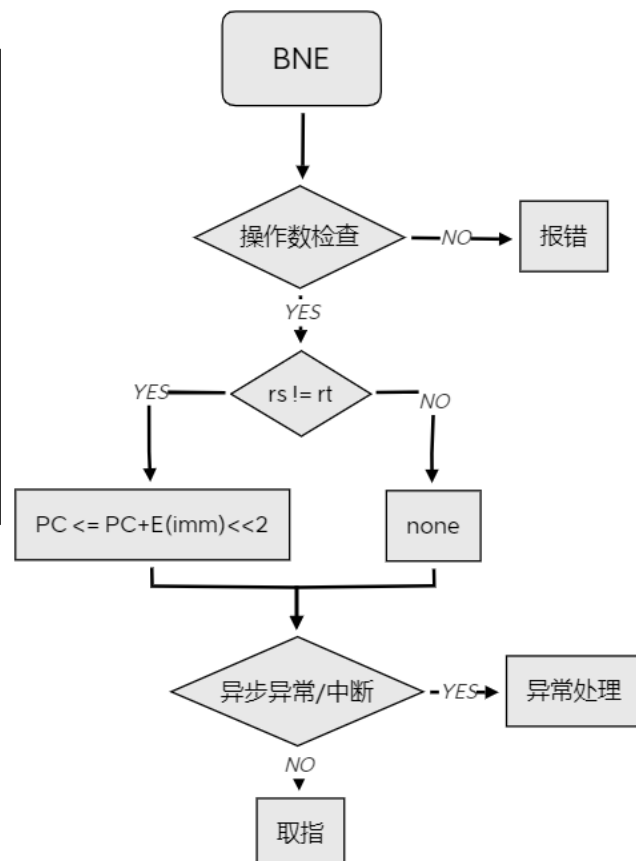 BNE
操作数检查
NO
报错
YES
rs != rt
YES
NO
PC <= PC+E(imm)<<2
none
异步异常/中断
YES
异常处理
NO
取指